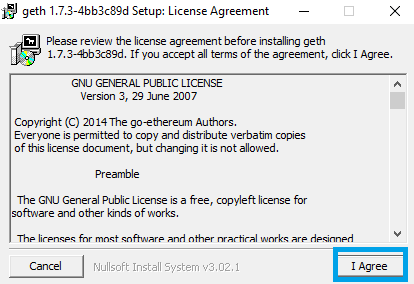 geth 1.7.3-4bb3c89d Setup: License Agreement
Please review the license agreement before installing geth
1.7.3-4bb3c89d. If you accept all terms of the agreement, click I Agree.
GNU GENERAL PUBLIC LICENSE
Version 3, 29 June 2007
Copyright (C) 2014 The go-ethereum Authors.
Everyone is permitted to copy and distribute verbatim copies
of this license document, but changing it is not allowed.
Preamble
The GNU General Public License is a free, copyleft license for
software and other kinds of works.
The licenses for most software and other practical works are designed
Cancel
Nullsoft Install System v3.02.1
I Agree